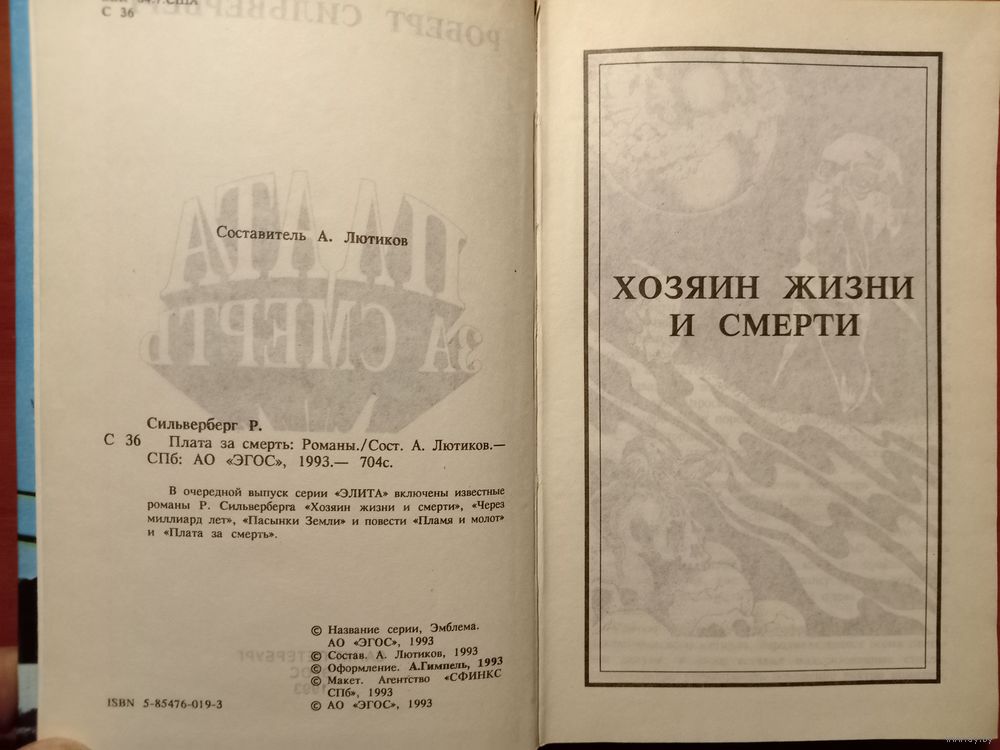 С 36
Составитель А. Лютиков
Сильверберг Р.
С 36 Плата за смерть: Романы./Сост. А. Лютиков.—
СПб: АО «ЭГОС», 1993.— 704с.
В очередной выпуск серии «ЭЛИТА» включены известные
романы Р. Сильверберга «Хозяин жизни и смерти», «Через
миллиард лет», «Пасынки Земли» и повести «Пламя и молот»
и «Плата за смерть».
© Название серии, Эмблема.
АО «ЭГОС», 1993
© Состав. А. Лютиков, 1993
© Оформление. А.Гимпель, 1993
© Макет. Агентство «СФИНКС
СПб», 1993
© АО «ЭГОС», 1993
ISBN 5-85476-019-3
ХОЗЯИН ЖИЗНИ
И СМЕРТИ